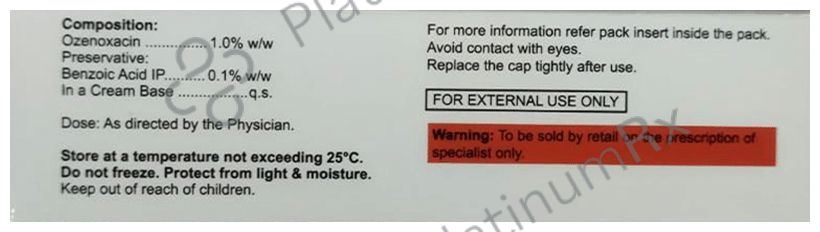 Composition:
Ozenoxacin ................1.0% w/w
Preservative:
Benzoic Acid IP..........0.1% w/w
In a Cream Base ..................q.s.
Dose: As directed by the Physician.
Store at a temperature not exceeding 25°C.
Do not freeze. Protect from light & moisture.
Keep out of reach of children.
For more information refer pack insert inside the pack.
Avoid contact with eyes.
Replace the cap tightly after use.
FOR EXTERNAL USE ONLY
Warning: To be sold by retail on the prescription of
specialist only.
PlatinumRx